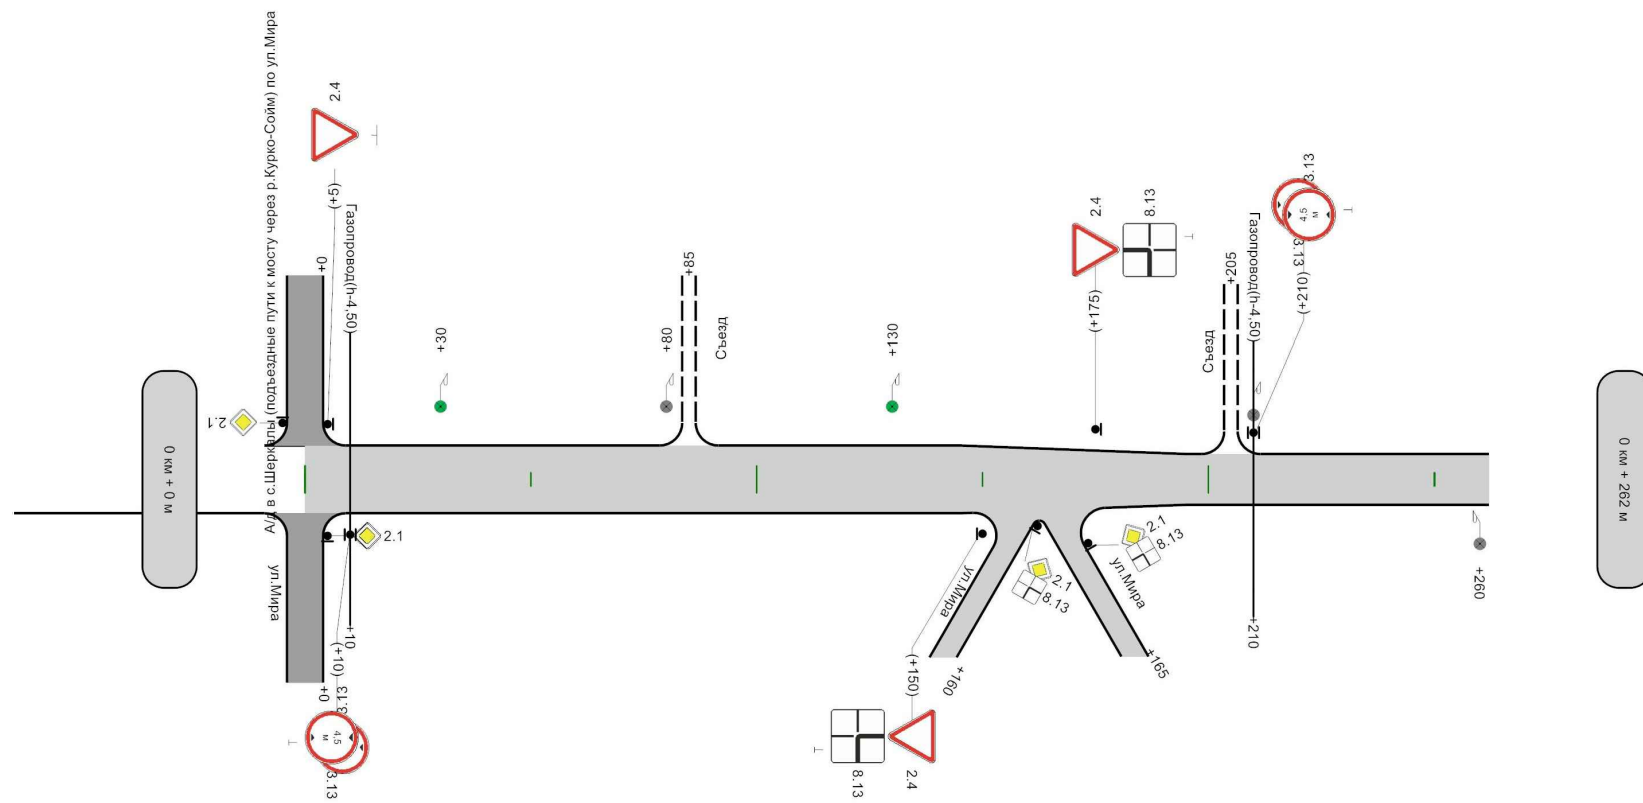 А/Д в с.Шеркалы (подъездные пути к мосту через р.Курко-Сойм) по ул.Мира
2.4
(+5)
Газопровод(h-4,50)
+0
2.1
0 км + 0 м
+30
+80
+85
Съезд
+130
2.4
8.13
(+175)
+205
Съезд
Газопровод(h-4,50)
3.13
4,5
м
3.13
(+210)
0 км + 262 м
2.1
ул.Мира
+10
(+10)
+0
3.13
4,5
м
3.13
ул.Мира
(+150)
+160
8.13
2.4
2.1
8.13
2.1
8.13
ул.Мира
+165
+210
+260